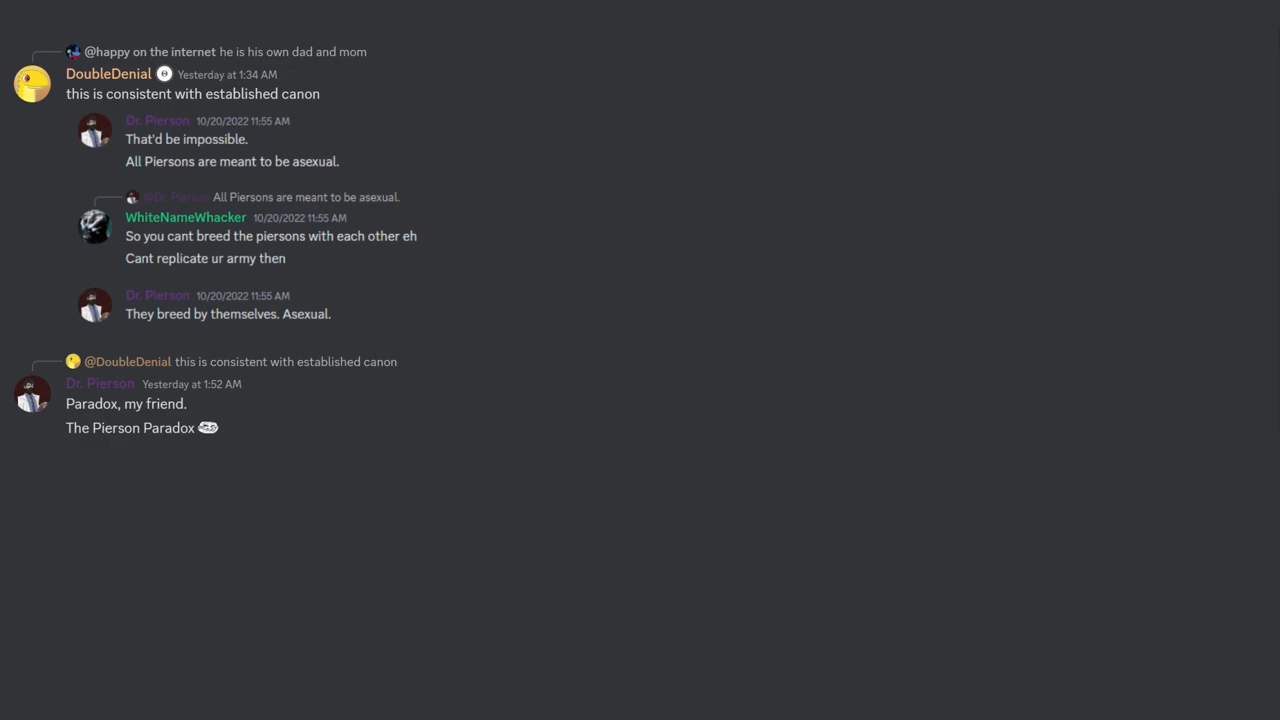 @happy on the internet he is his own dad and mom
DoubleDenial Yesterday at 1:34 AM
this is consistent with established canon
Dr. Pierson 10/20/2022 11:55 AM
That'd be impossible.
All Piersons are meant to be asexual.
@Dr. Pierson All Piersons are meant to be asexual.
WhiteNameWhacker 10/20/2022 11:55 AM
So you cant breed the piersons with each other eh
Cant replicate ur army then
Dr. Pierson 10/20/2022 11:55 AM
They breed by themselves. Asexual.
@DoubleDenial this is consistent with established canon
Dr. Pierson Yesterday at 1:52 AM
Paradox, my friend.
The Pierson Paradox